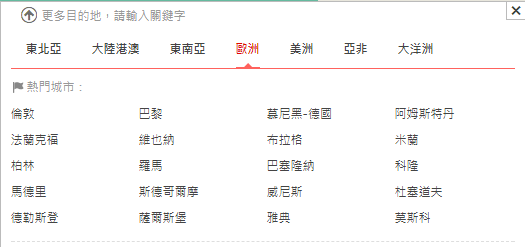 更多目的地，請輸入關鍵字
東北亞 大陸港澳 東南亞 歐洲 美洲 亞非 大洋洲
熱門城市：
倫敦 巴黎 慕尼黑-德國 阿姆斯特丹
法蘭克福 維也納 布拉格 米蘭
柏林 羅馬 巴塞隆納 科隆
馬德里 斯德哥爾摩 威尼斯 杜塞道夫
德勒斯登 薩爾斯堡 雅典 莫斯科